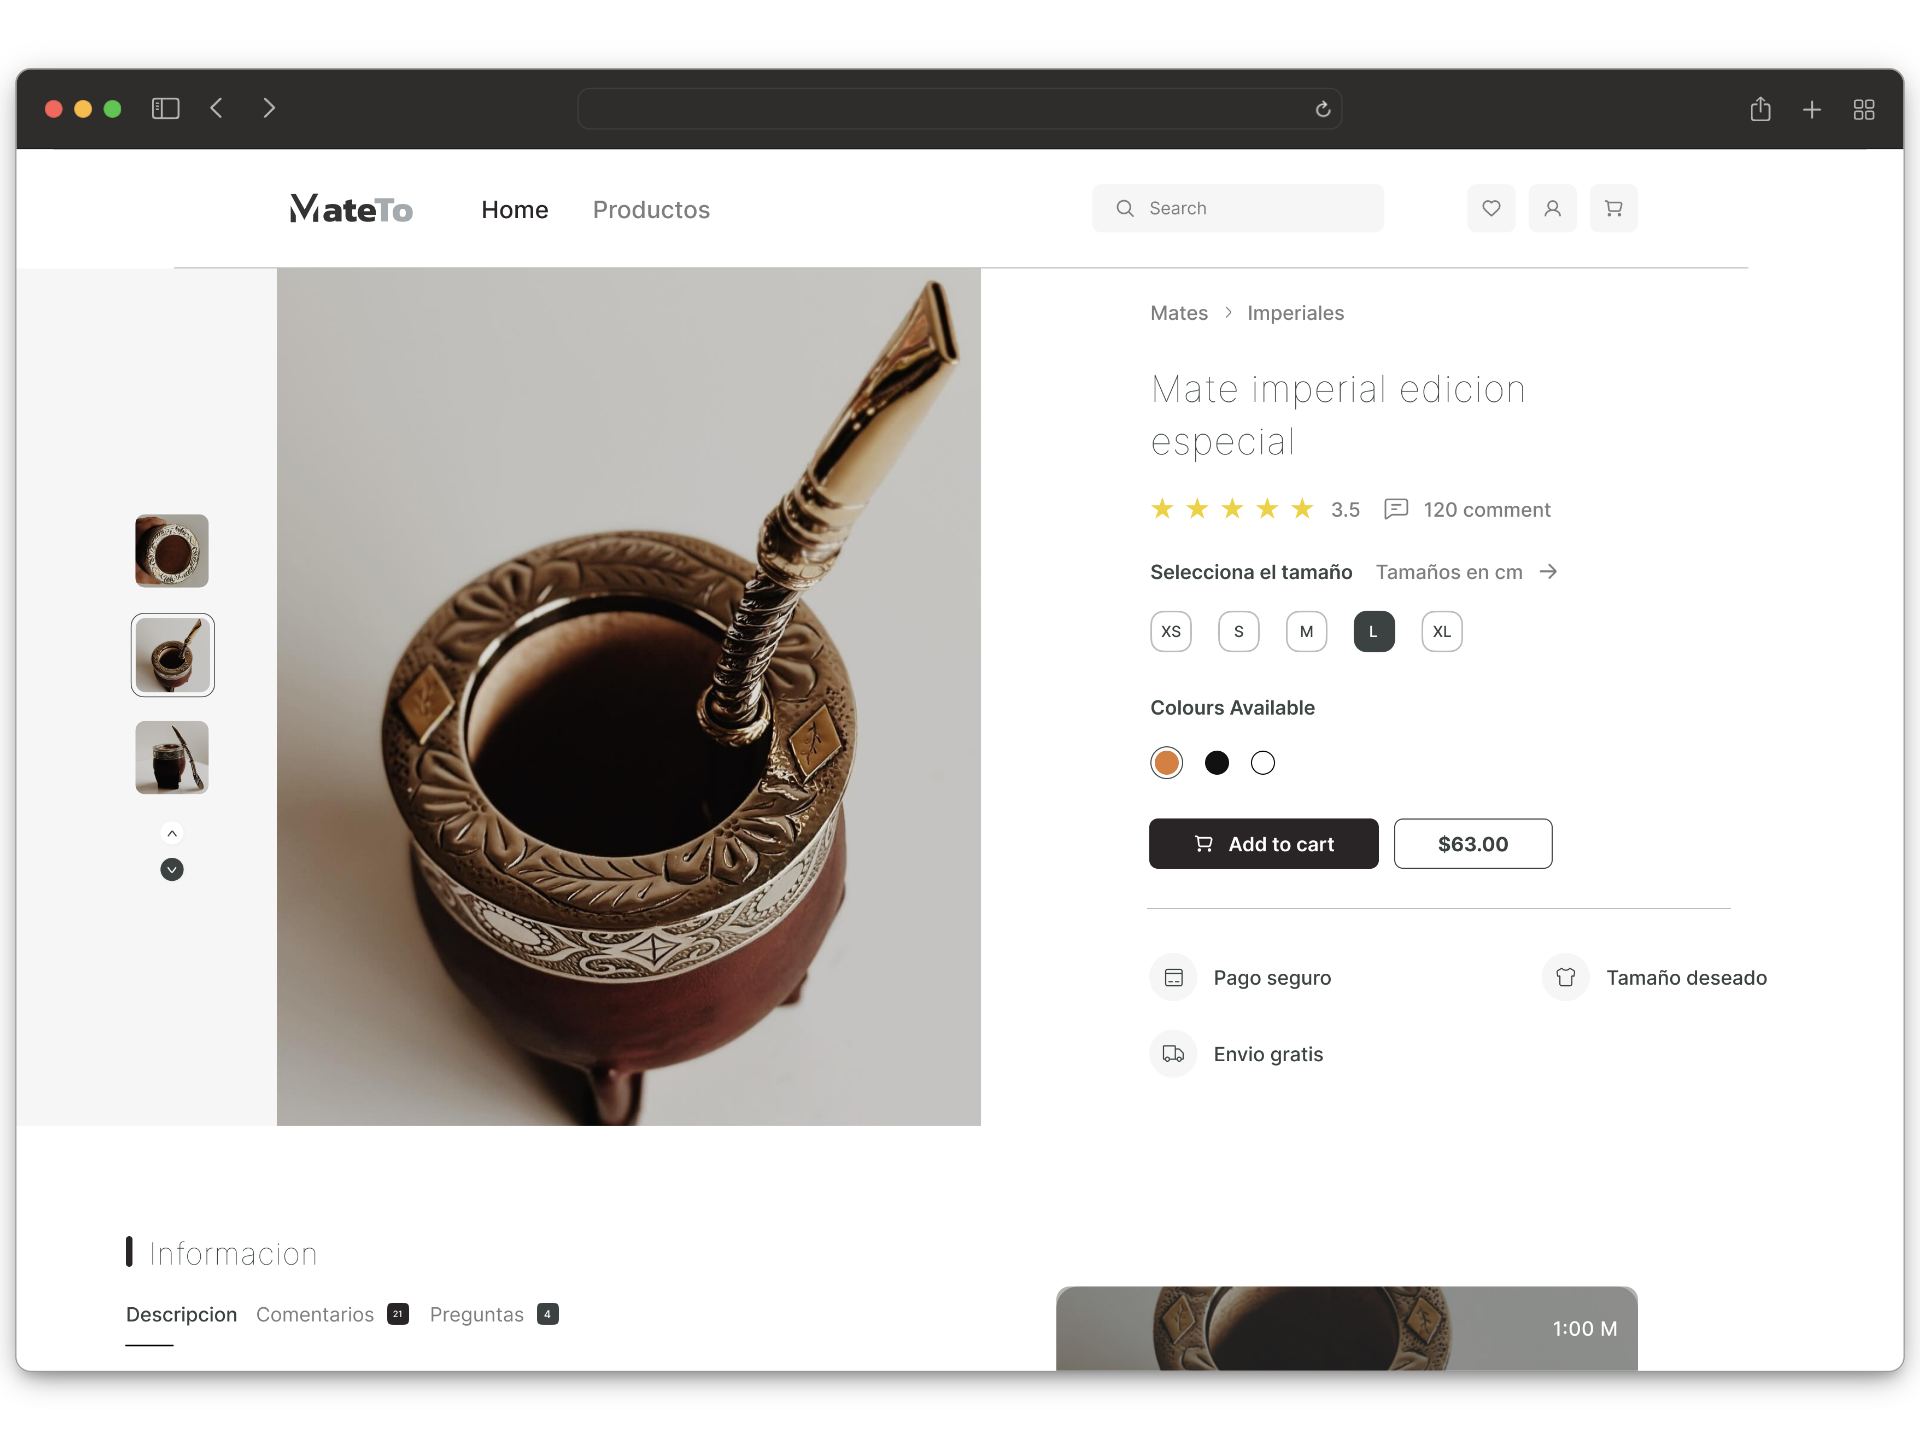 MateTo
Home
Productos
Search
Mates > Imperiales
Mate imperial edicion
especial
3.5
120 comment
Selecciona el tamaño
Tamaños en cm
XS
S
M
L
XL
Colours Available
Add to cart
$63.00
Pago seguro
Tamaño deseado
Envio gratis
Informacion
Descripcion
Comentarios
21
Preguntas
4
1:00 M